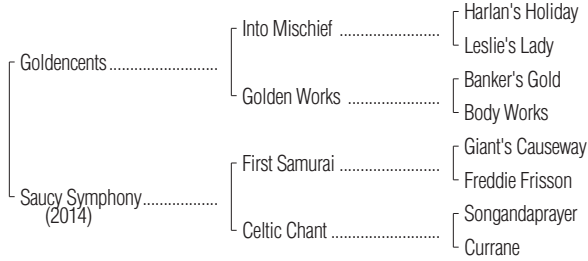 Harlan's Holiday
Into Mischief ........................
Leslie's Lady
Goldencents ..........................
Banker's Gold
Golden Works ......................
Body Works
Giant's Causeway
First Samurai ........................
Freddie Frisson
Saucy Symphony..................
(2014)
Songandaprayer
Celtic Chant ..........................
Currane